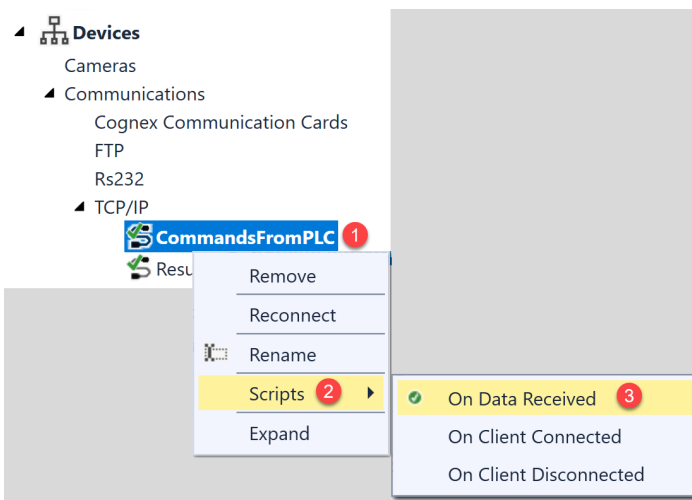 Devices
Cameras
Communications
Cognex Communication Cards
FTP
Rs232
TCP/IP
CommandsFromPLC 1
Resu
Remove
Reconnect
Rename
Scripts 2
Expand
On Data Received 3
On Client Connected
On Client Disconnected